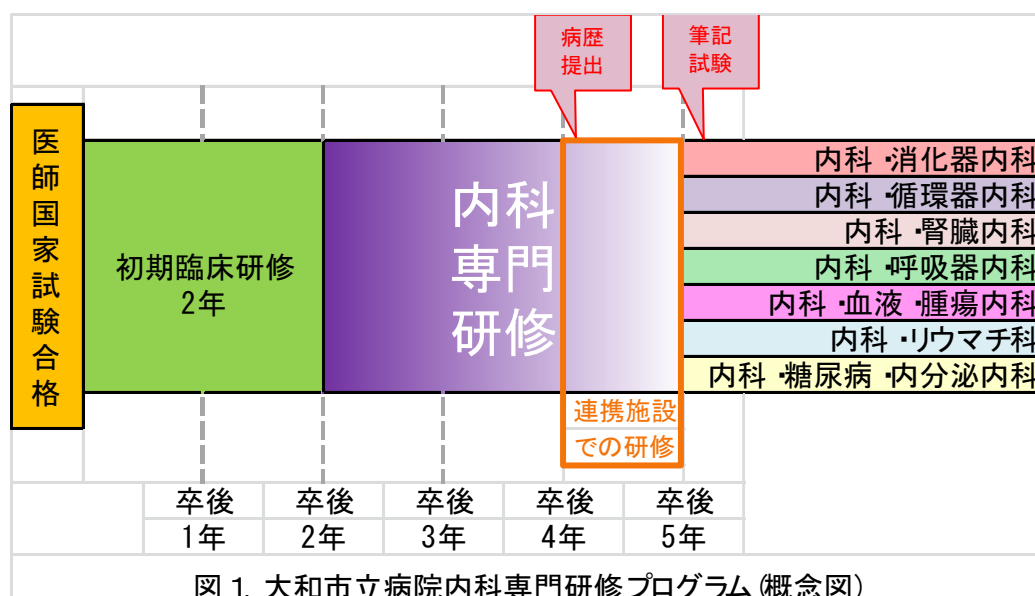 病歴
提出
筆記
試験
医師国家試験合格
初期臨床研修
2年
内科
専門
研修
内科・消化器内科
内科・循環器内科
内科・腎臓内科
内科・呼吸器内科
内科・血液・腫瘍内科
内科・リウマチ科
内科・糖尿病・内分泌内科
連携施設
での研修
卒後 卒後 卒後 卒後 卒後
1年 2年 3年 4年 5年
図1. 大和市立病院内科専門研修プログラム(概念図)